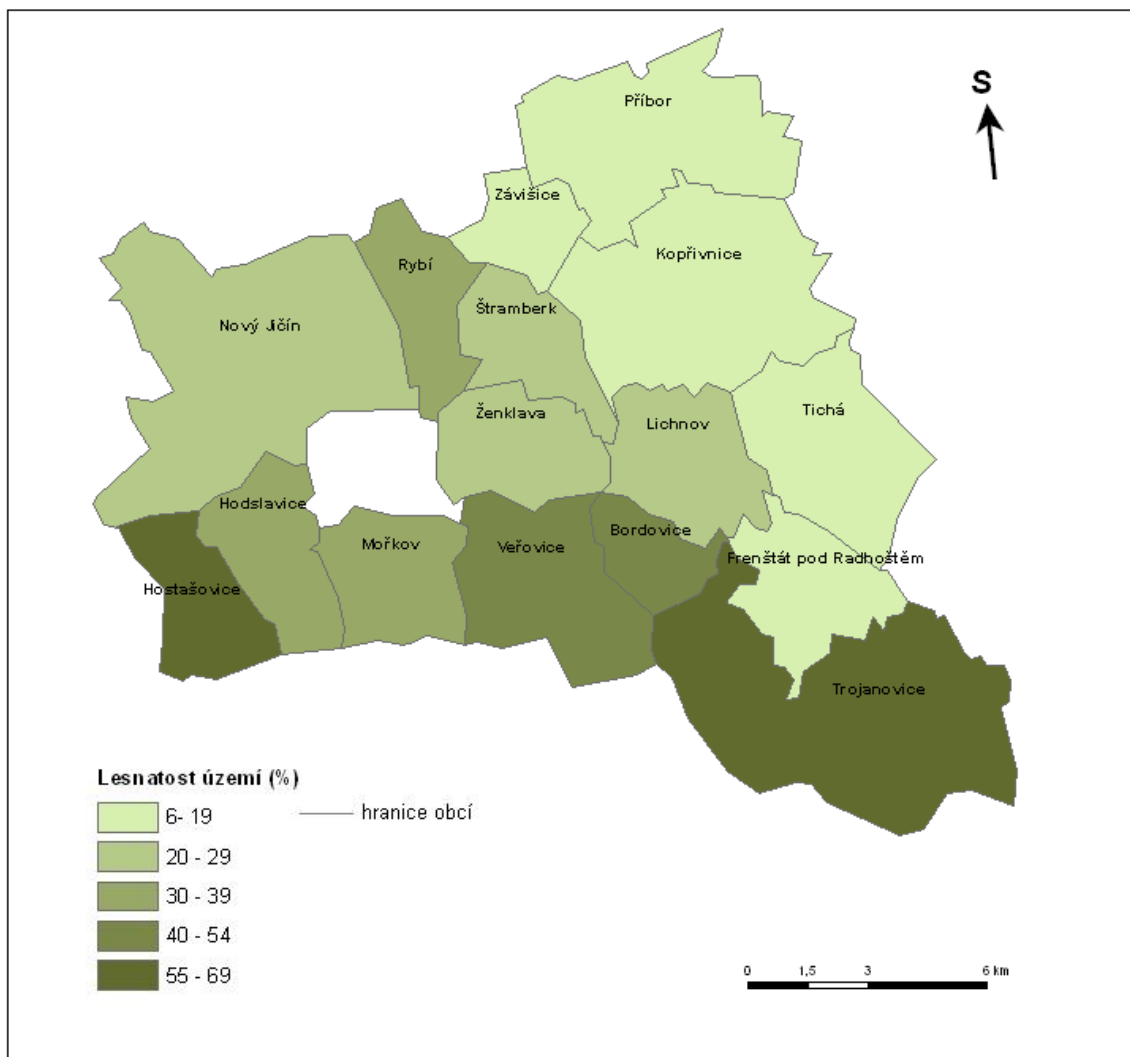 S
Příbor
Závišice
Kopřivnice
Rybí
Štramberk
Nový Jičín
Ženklava
Lichnov
Tichá
Hodslavice
Mořkov
Veřovice
Bordovice
Frenštát pod Radhoštěm
Hostašovice
Trojanovice
Lesnatost území (%)
6- 19
hranice obcí
20 - 29
30 - 39
40 - 54
55 - 69
0 1,5 3 6 km